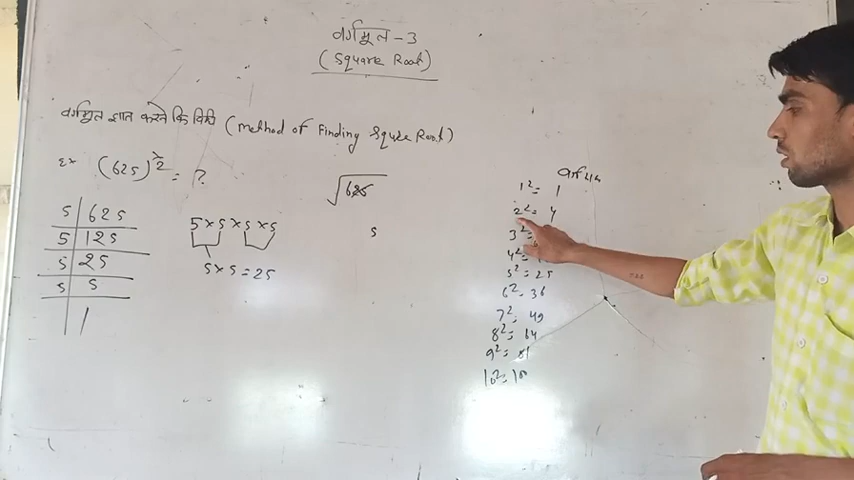 वर्गमूल - 3
(Square Root)
वर्गमूल ज्ञात करने कि विधि (Method of Finding Square Root)
Ex (625)^½ = ?
√625
5 | 625
5 | 125
5 | 25
5 | 5
1
5×5×5×5
5×5=25
5
1²= 1
2²= 4
3²=
4²=
5²= 25
6²= 36
7²= 49
8²= 64
9²= 81
10²= 10